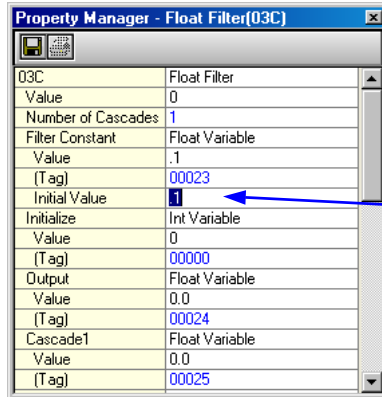 Property Manager - Float Filter(03C)
03C Float Filter
Value 0
Number of Cascades 1
Filter Constant Float Variable
Value .1
(Tag) 00023
Initial Value .1
Initialize Int Variable
Value 0
(Tag) 00000
Output Float Variable
Value 0.0
(Tag) 00024
Cascade1 Float Variable
Value 0.0
(Tag) 00025